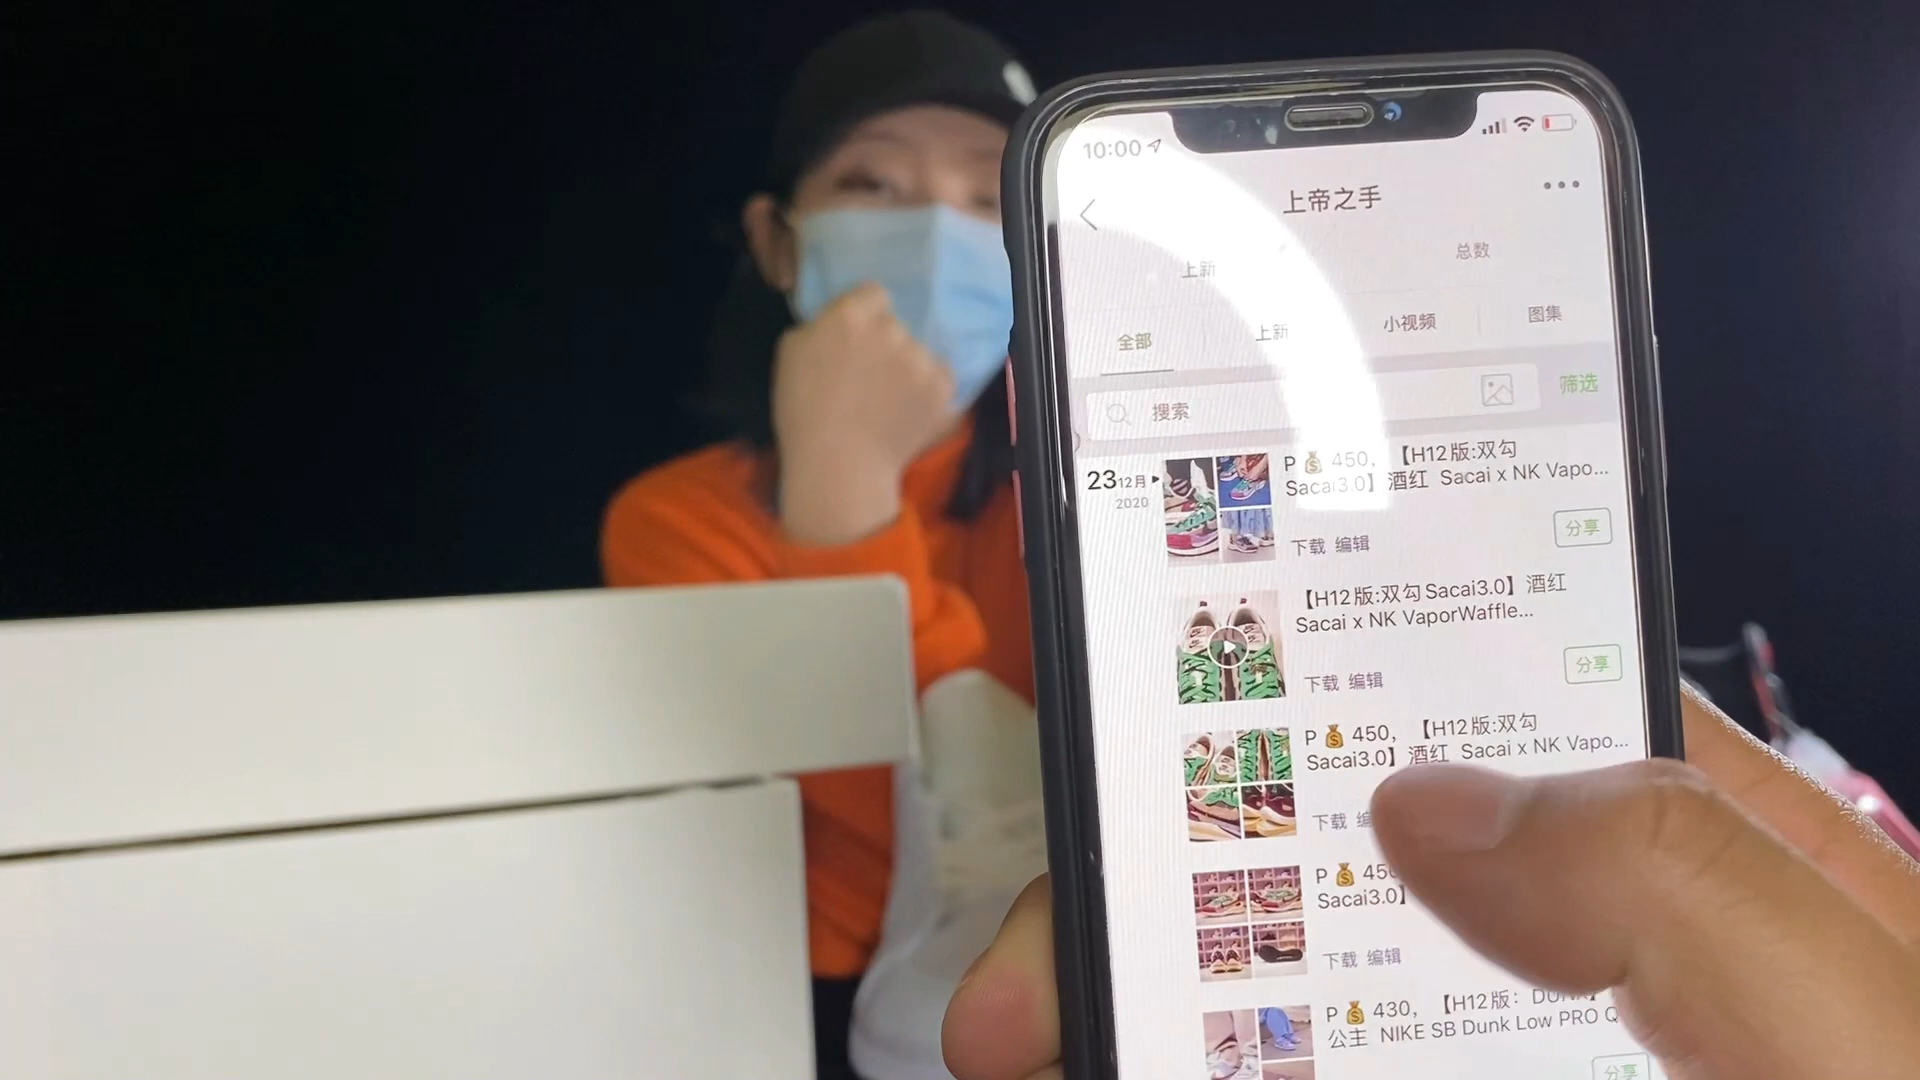 10:00
上帝之手
上新
总数
全部
上新
小视频
图集
搜索
筛选
23 12月
2020
P 💰 450, 【H12版:双勾
Sacai3.0】酒红 Sacai x NK Vapo...
下载 编辑
分享
【H12版:双勾Sacai3.0】酒红
Sacai x NK VaporWaffle...
下载 编辑
分享
P 💰 450, 【H12版:双勾
Sacai3.0】酒红 Sacai x NK Vapo...
下载
P 💰 450
Sacai3.0】
下载 编辑
P 💰 430, 【H12版: DUNK】
公主 NIKE SB Dunk Low PRO Q
分享